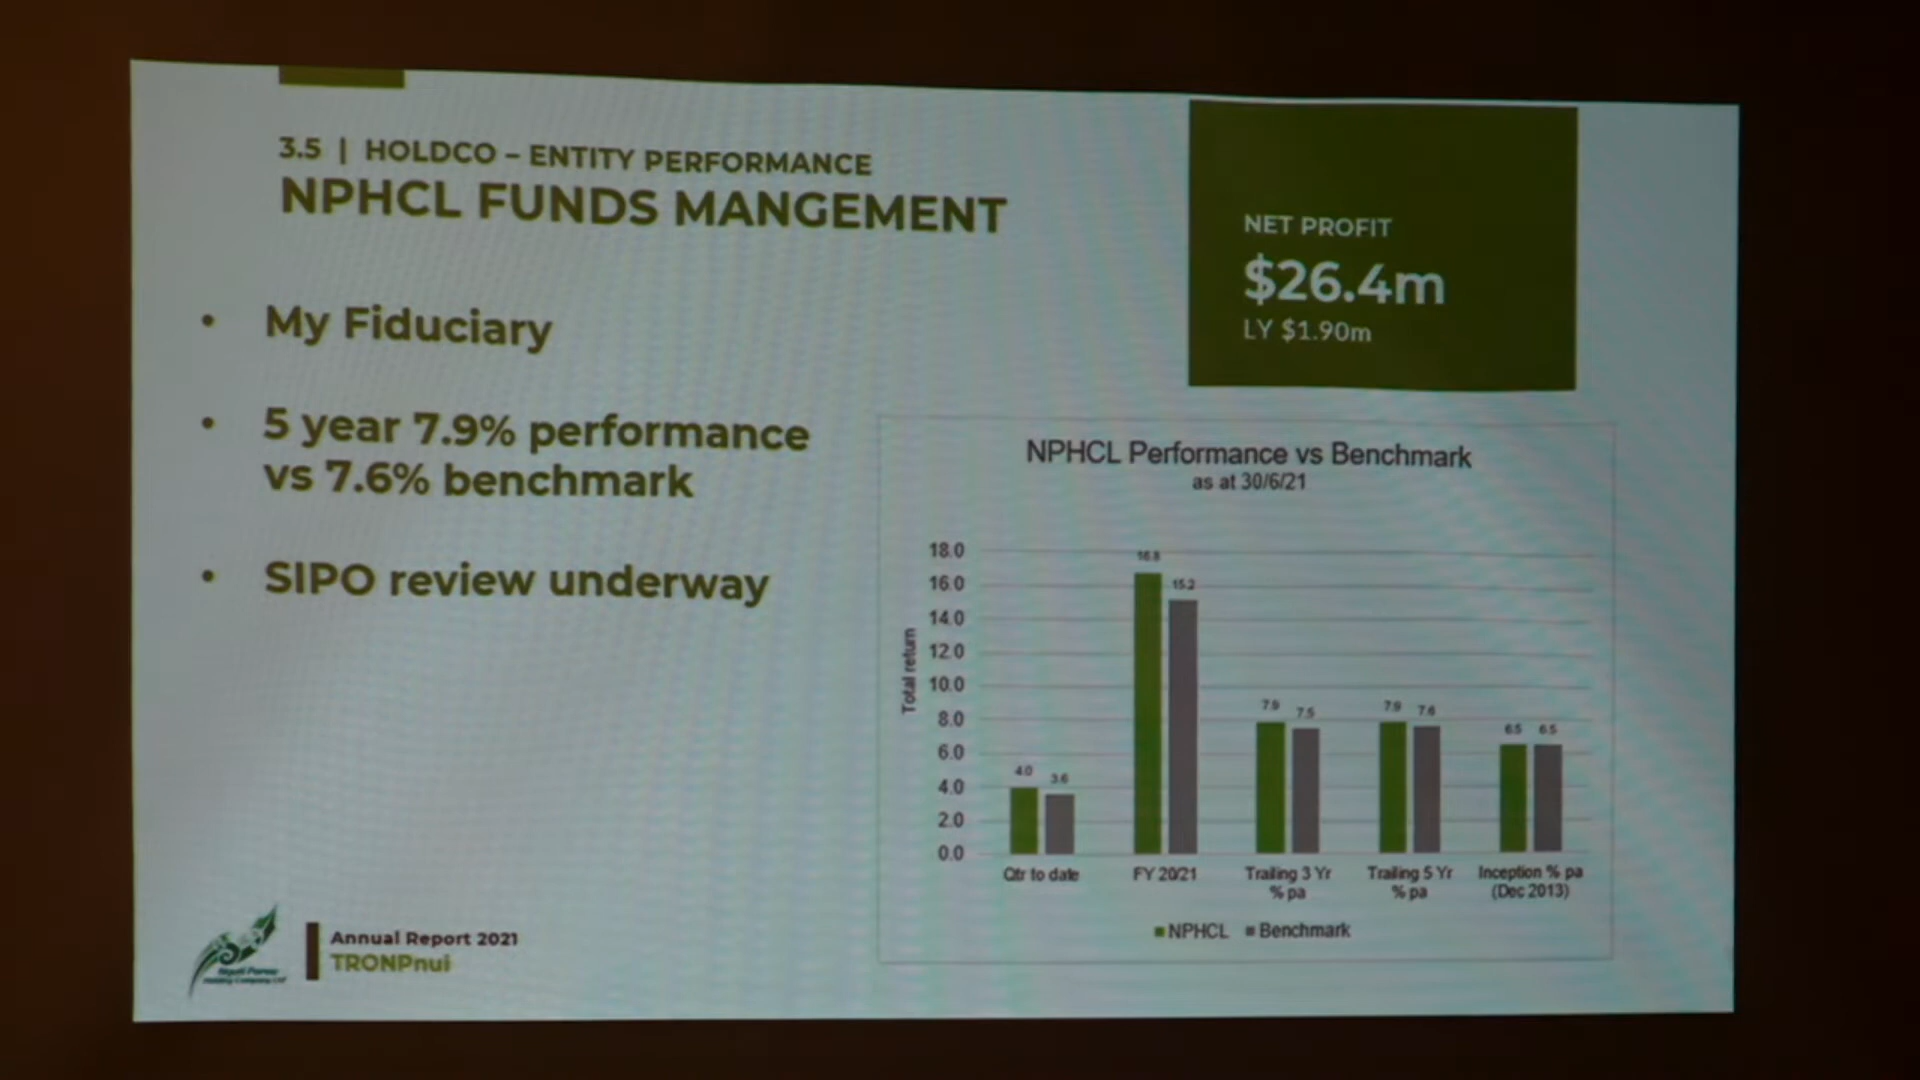 3.5 | HOLDCO – ENTITY PERFORMANCE
NPHCL FUNDS MANGEMENT
NET PROFIT
$26.4m
LY $1.90m
• My Fiduciary
• 5 year 7.9% performance
vs 7.6% benchmark
• SIPO review underway
NPHCL Performance vs Benchmark
as at 30/6/21
Total return
18.0
16.0
14.0
12.0
10.0
8.0
6.0
4.0
2.0
0.0
4.0 3.6
16.8 15.2
7.9 7.5
7.9 7.6
6.5 6.5
Qtr to date
FY 20/21
Trailing 3 Yr
% pa
Trailing 5 Yr
% pa
Inception % pa
(Dec 2013)
NPHCL Benchmark
Annual Report 2021
TRONPnui